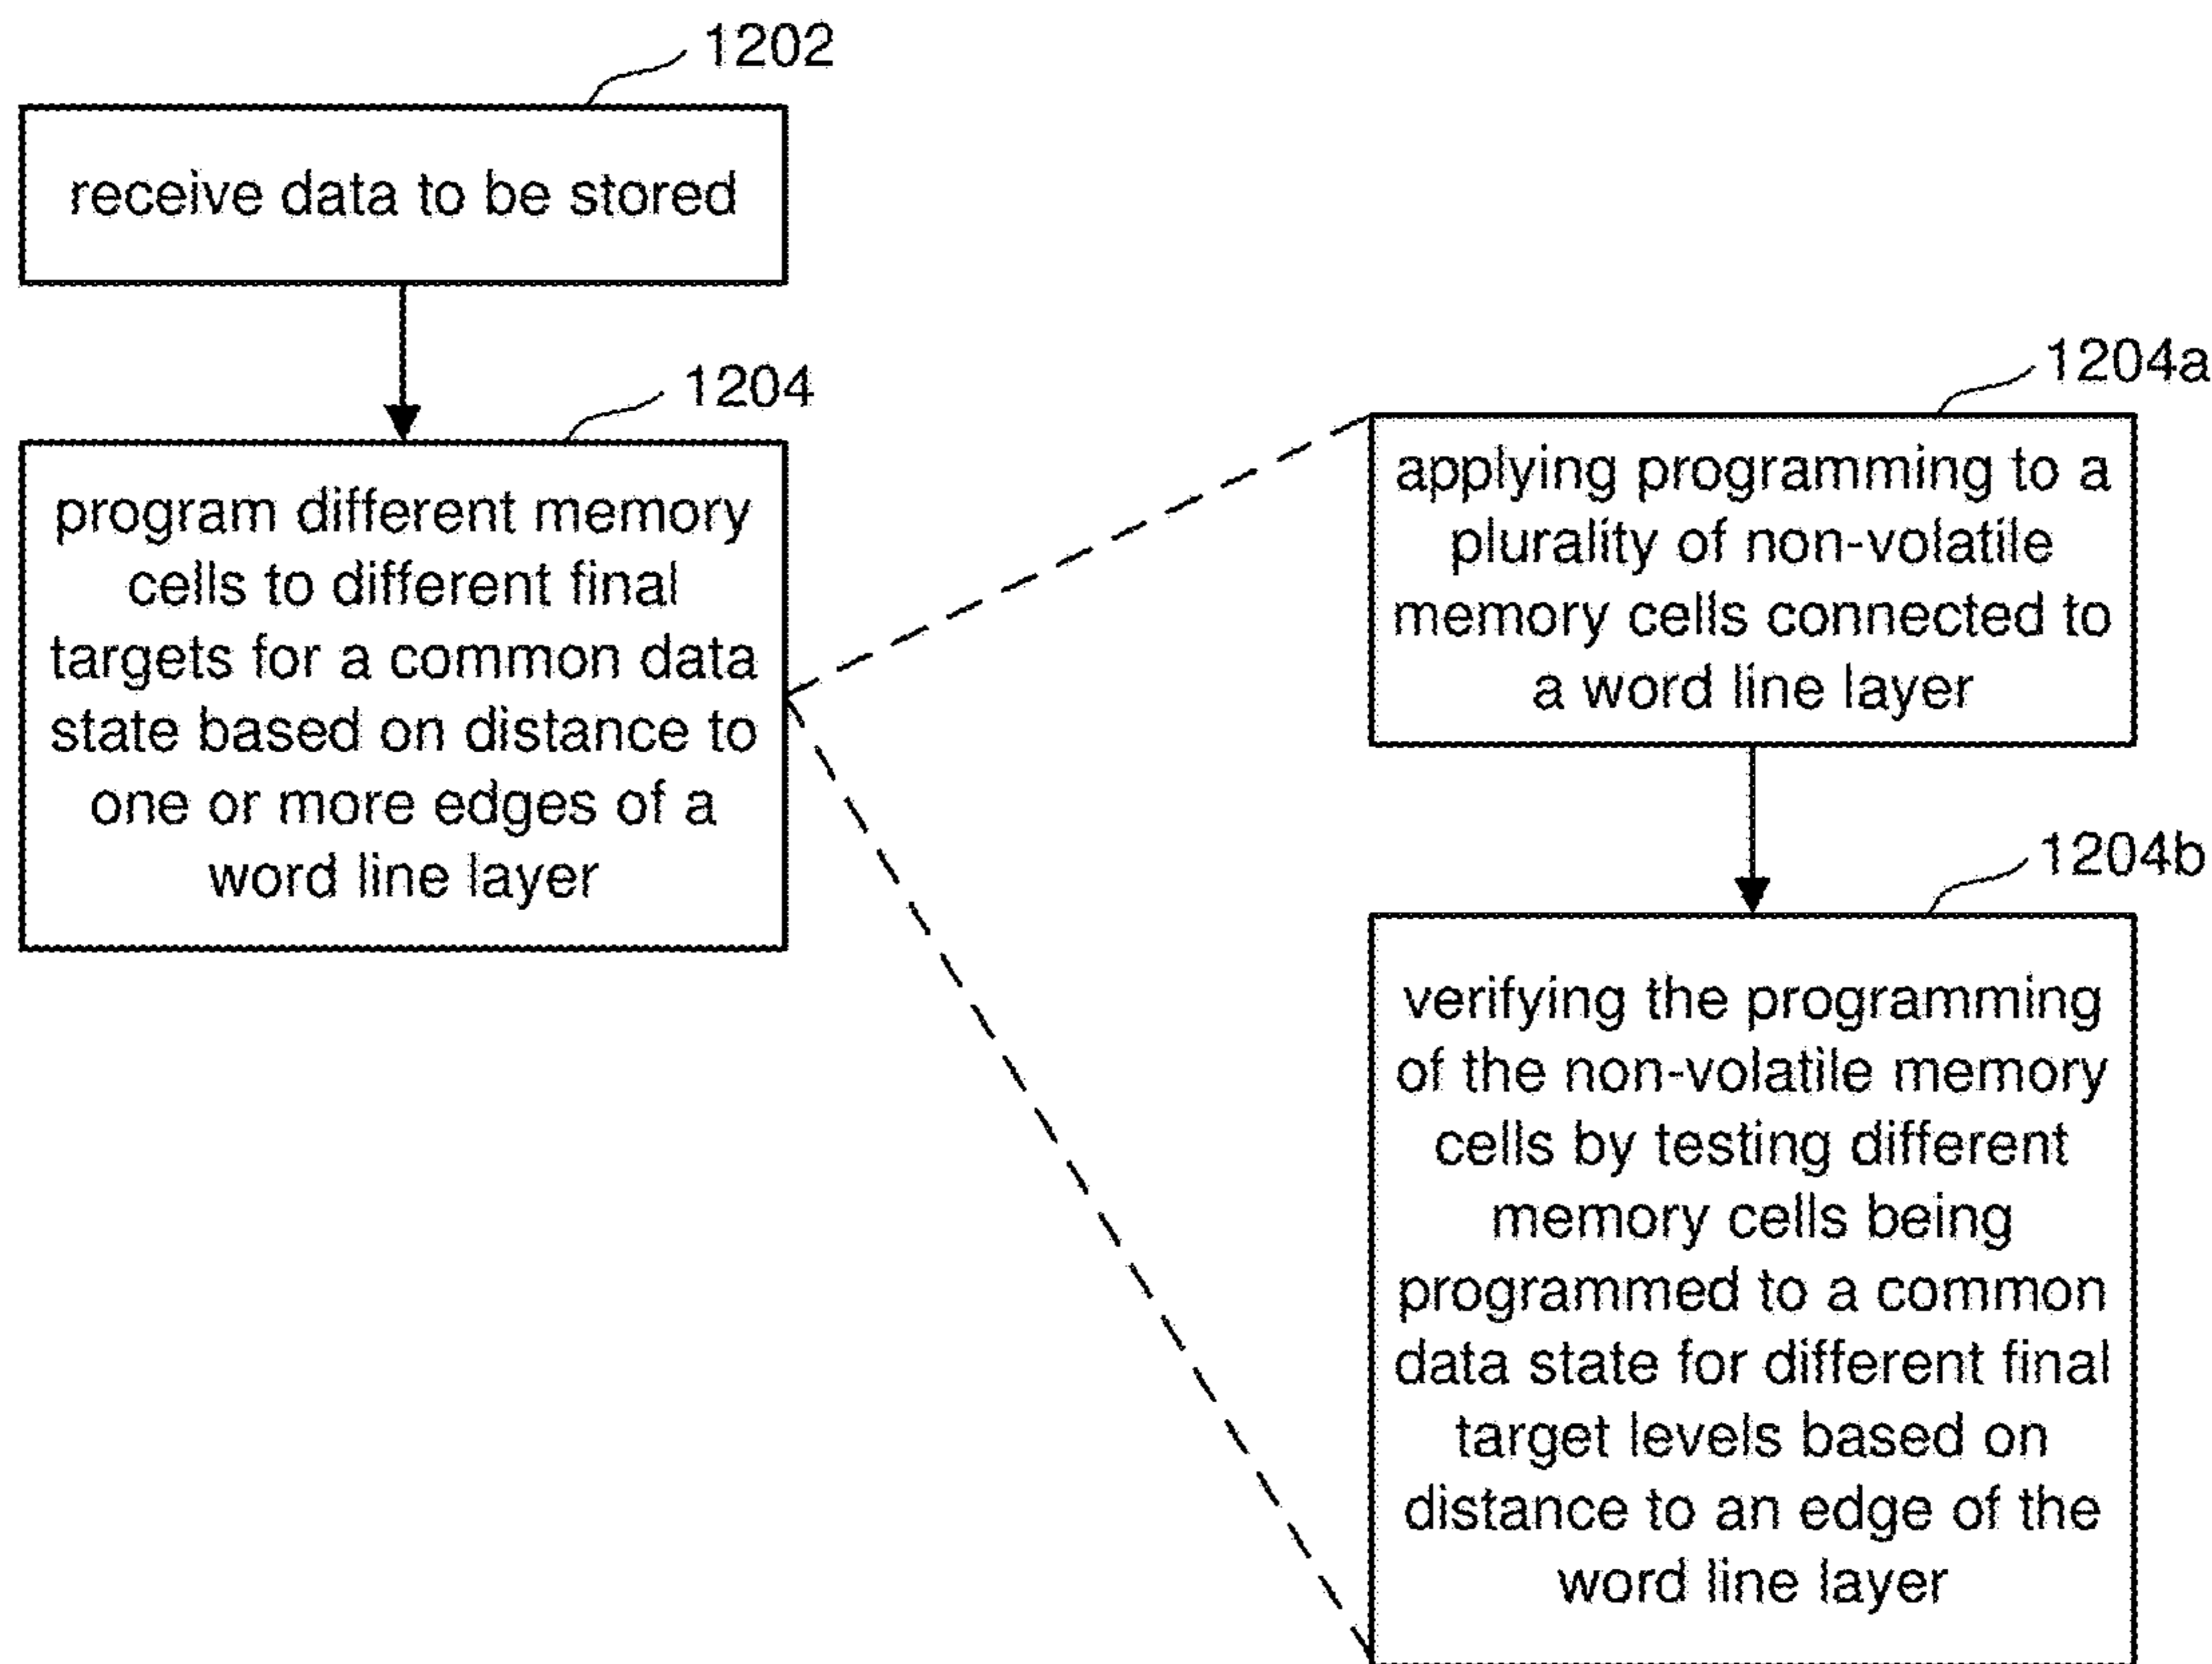 1202
receive data to be stored
1204
program different memory
cells to different final
targets for a common data
state based on distance to
one or more edges of a
word line layer
1204a
applying programming to a
plurality of non-volatile
memory cells connected to
a word line layer
1204b
verifying the programming
of the non-volatile memory
cells by testing different
memory cells being
programmed to a common
data state for different final
target levels based on
distance to an edge of the
word line layer